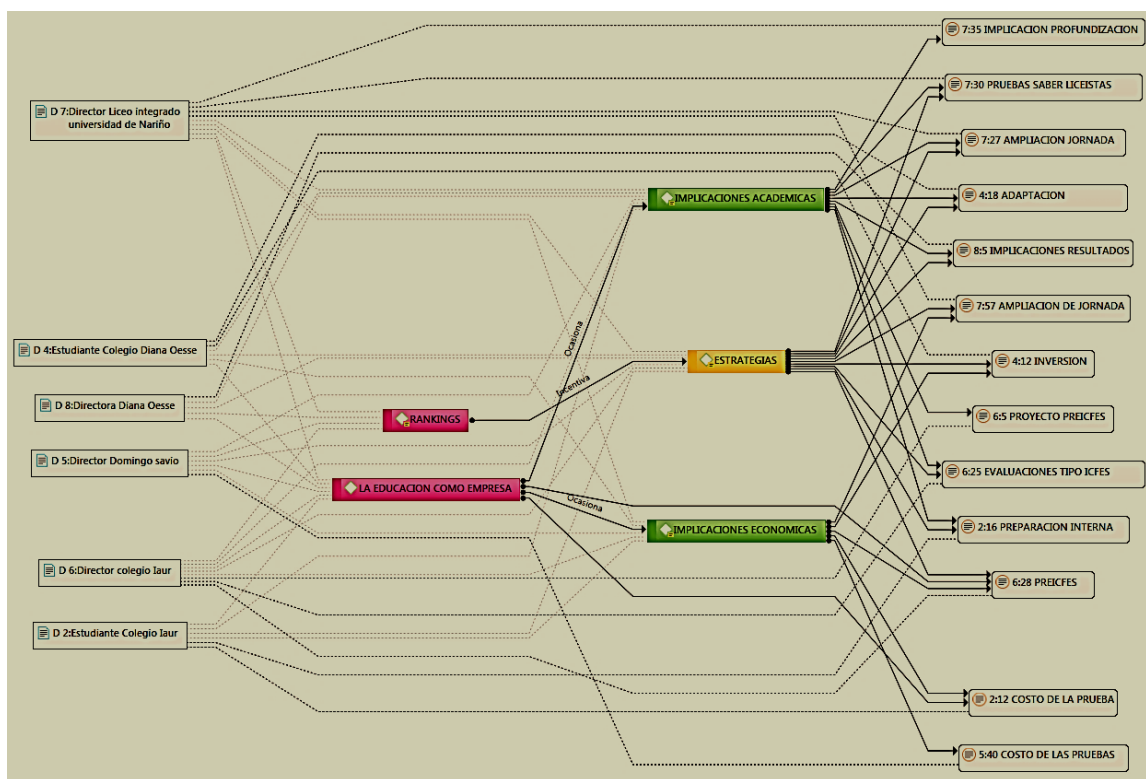 D 7:Director Liceo integrado
universidad de Nariño
D 4:Estudiante Colegio Diana Oesse
D 8:Directora Diana Oesse
D 5:Director Domingo savio
D 6:Director colegio Iaur
D 2:Estudiante Colegio Iaur
RANKINGS
LA EDUCACION COMO EMPRESA
Ocasiona
Incentiva
Ocasiona
IMPLICACIONES ACADEMICAS
ESTRATEGIAS
IMPLICACIONES ECONOMICAS
7:35 IMPLICACION PROFUNDIZACION
7:30 PRUEBAS SABER LICEISTAS
7:27 AMPLIACION JORNADA
4:18 ADAPTACION
8:5 IMPLICACIONES RESULTADOS
7:57 AMPLIACION DE JORNADA
4:12 INVERSION
6:5 PROYECTO PREICFES
6:25 EVALUACIONES TIPO ICFES
2:16 PREPARACION INTERNA
6:28 PREICFES
2:12 COSTO DE LA PRUEBA
5:40 COSTO DE LAS PRUEBAS